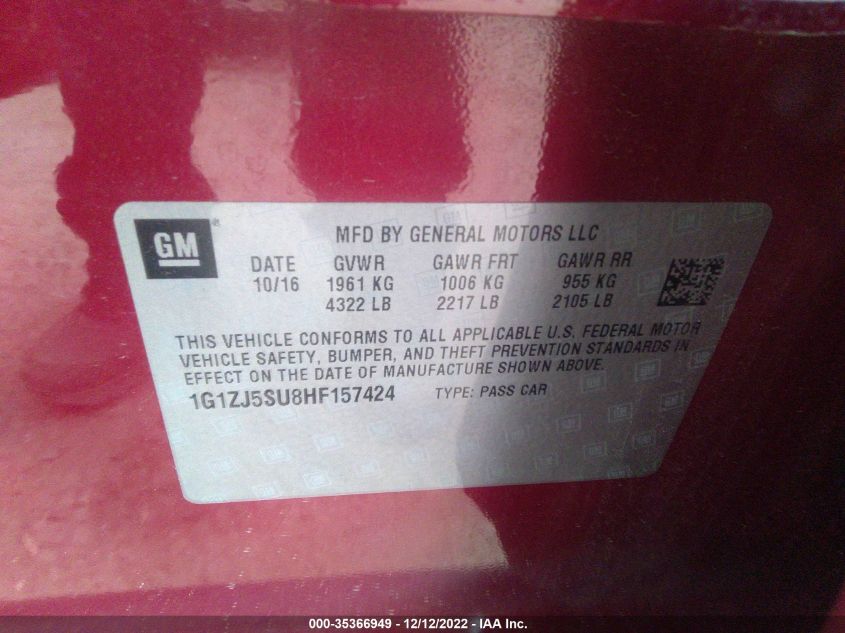 GM®
MFD BY GENERAL MOTORS LLC
DATE GVWR GAWR FRT GAWR RR
10/16 1961 KG 1006 KG 955 KG
4322 LB 2217 LB 2105 LB
THIS VEHICLE CONFORMS TO ALL APPLICABLE U.S. FEDERAL MOTOR
VEHICLE SAFETY, BUMPER, AND THEFT PREVENTION STANDARDS IN
EFFECT ON THE DATE OF MANUFACTURE SHOWN ABOVE.
1G1ZJ5SU8HF157424 TYPE: PASS CAR
000-35366949 - 12/12/2022 - IAA Inc.